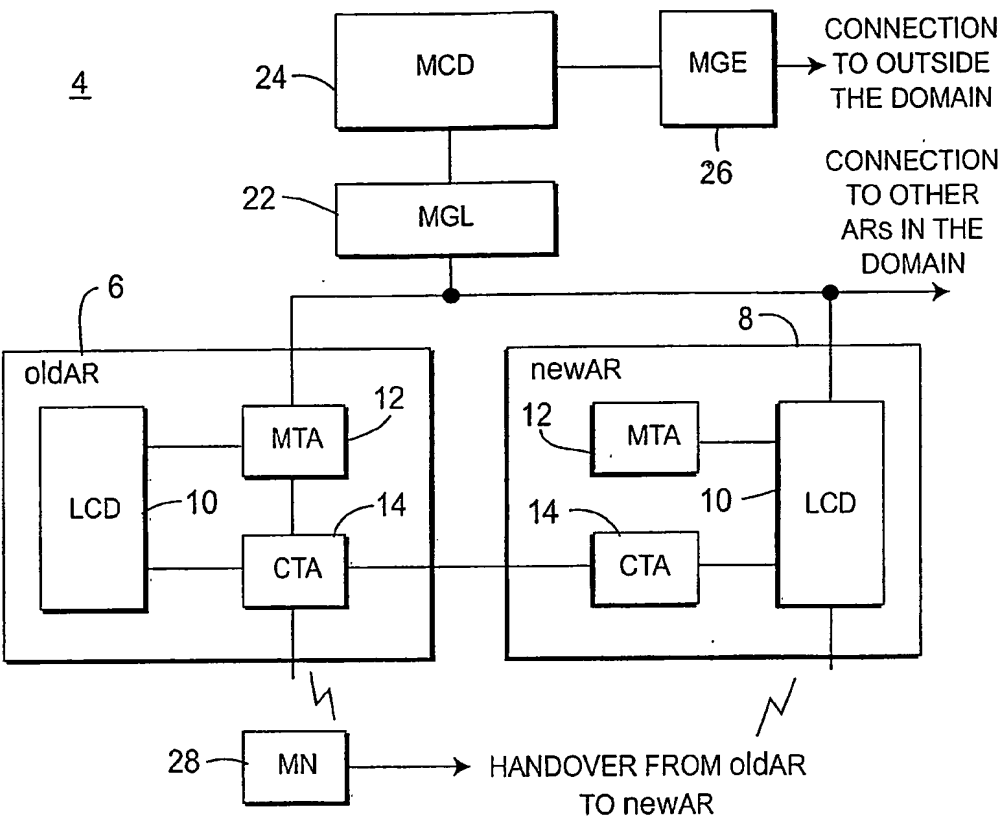 4
24
MCD
MGE
26
CONNECTION
TO OUTSIDE
THE DOMAIN
22
MGL
CONNECTION
TO OTHER
ARs IN THE
DOMAIN
6
oldAR
LCD
10
MTA
12
CTA
14
8
newAR
12
MTA
14
CTA
10
LCD
28
MN
HANDOVER FROM oldAR
TO newAR